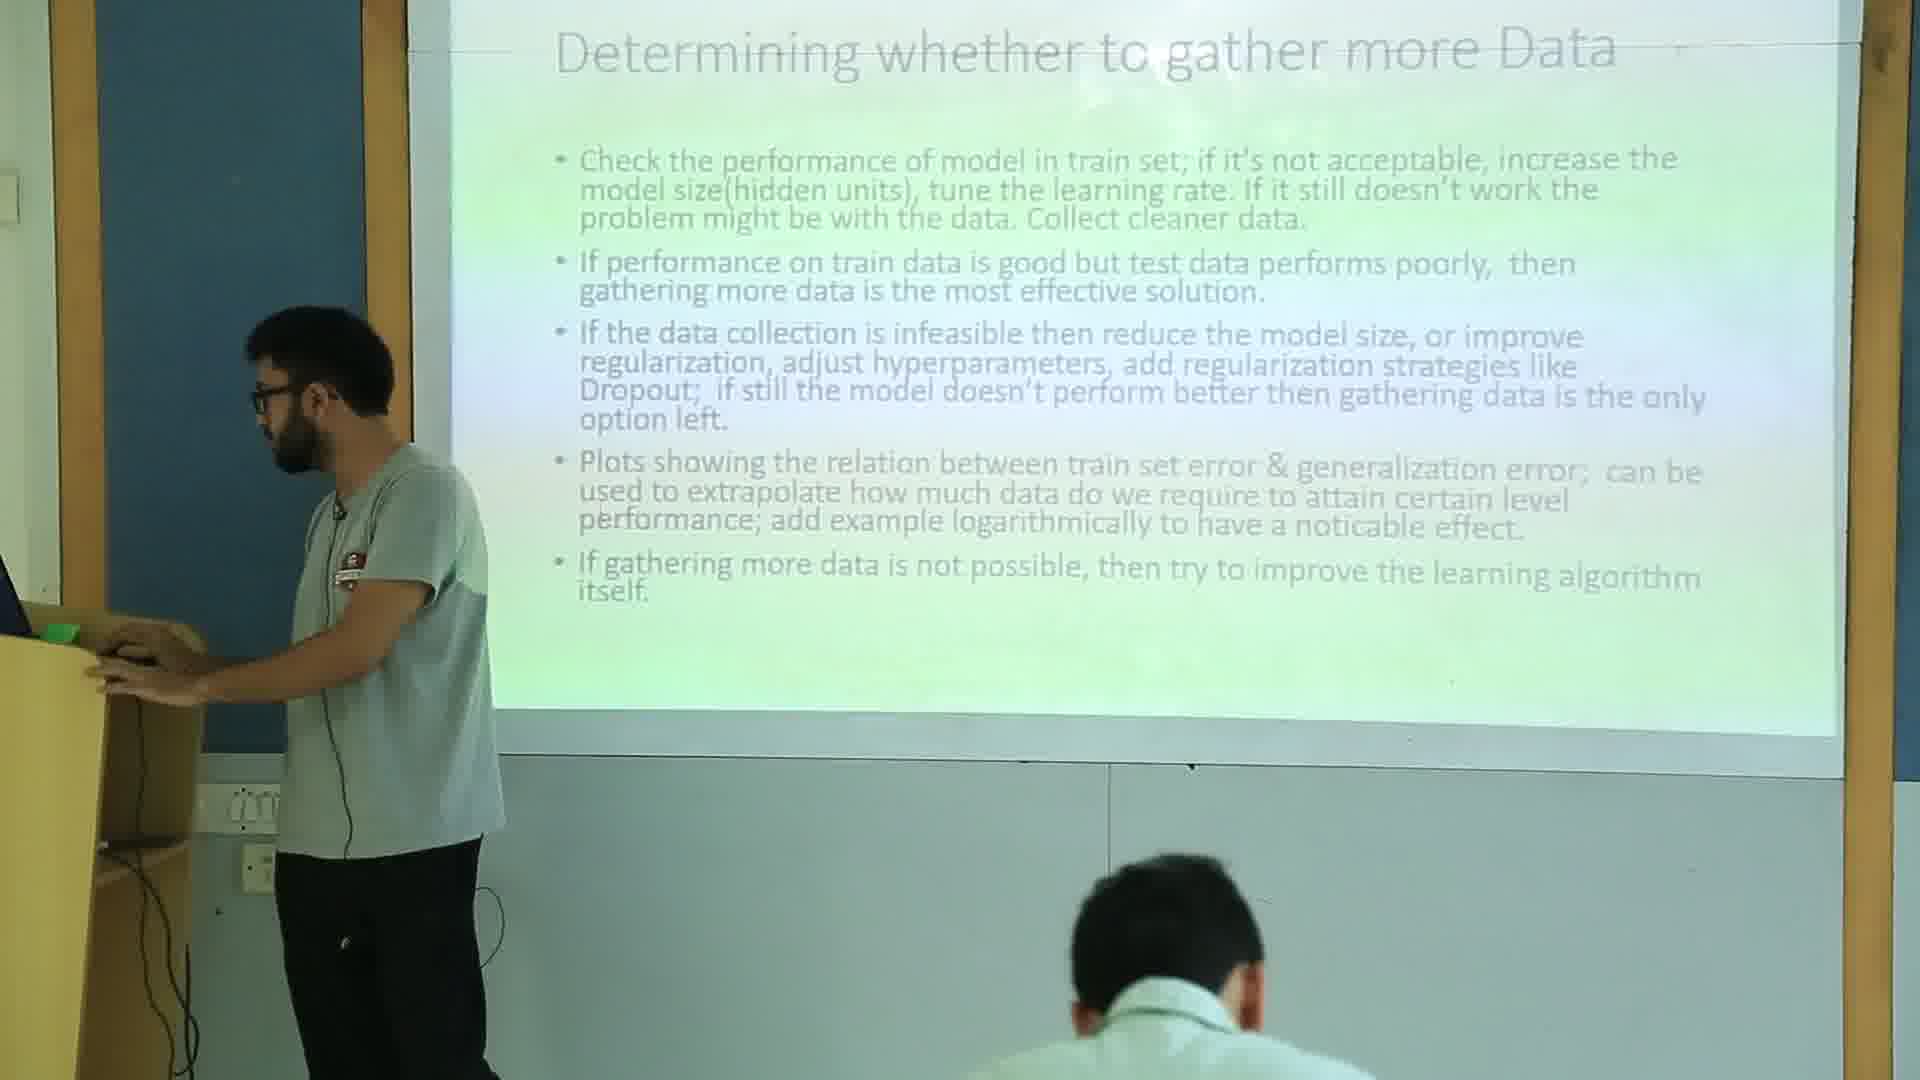 Determining whether to gather more Data
• Check the performance of model in train set; if it's not acceptable, increase the
model size(hidden units), tune the learning rate. If it still doesn't work the
problem might be with the data. Collect cleaner data.
• If performance on train data is good but test data performs poorly, then
gathering more data is the most effective solution.
• If the data collection is infeasible then reduce the model size, or improve
regularization, adjust hyperparameters, add regularization strategies like
Dropout; if still the model doesn't perform better then gathering data is the only
option left.
• Plots showing the relation between train set error & generalization error; can be
used to extrapolate how much data do we require to attain certain level
performance; add example logarithmically to have a noticable effect.
• If gathering more data is not possible, then try to improve the learning algorithm
itself.